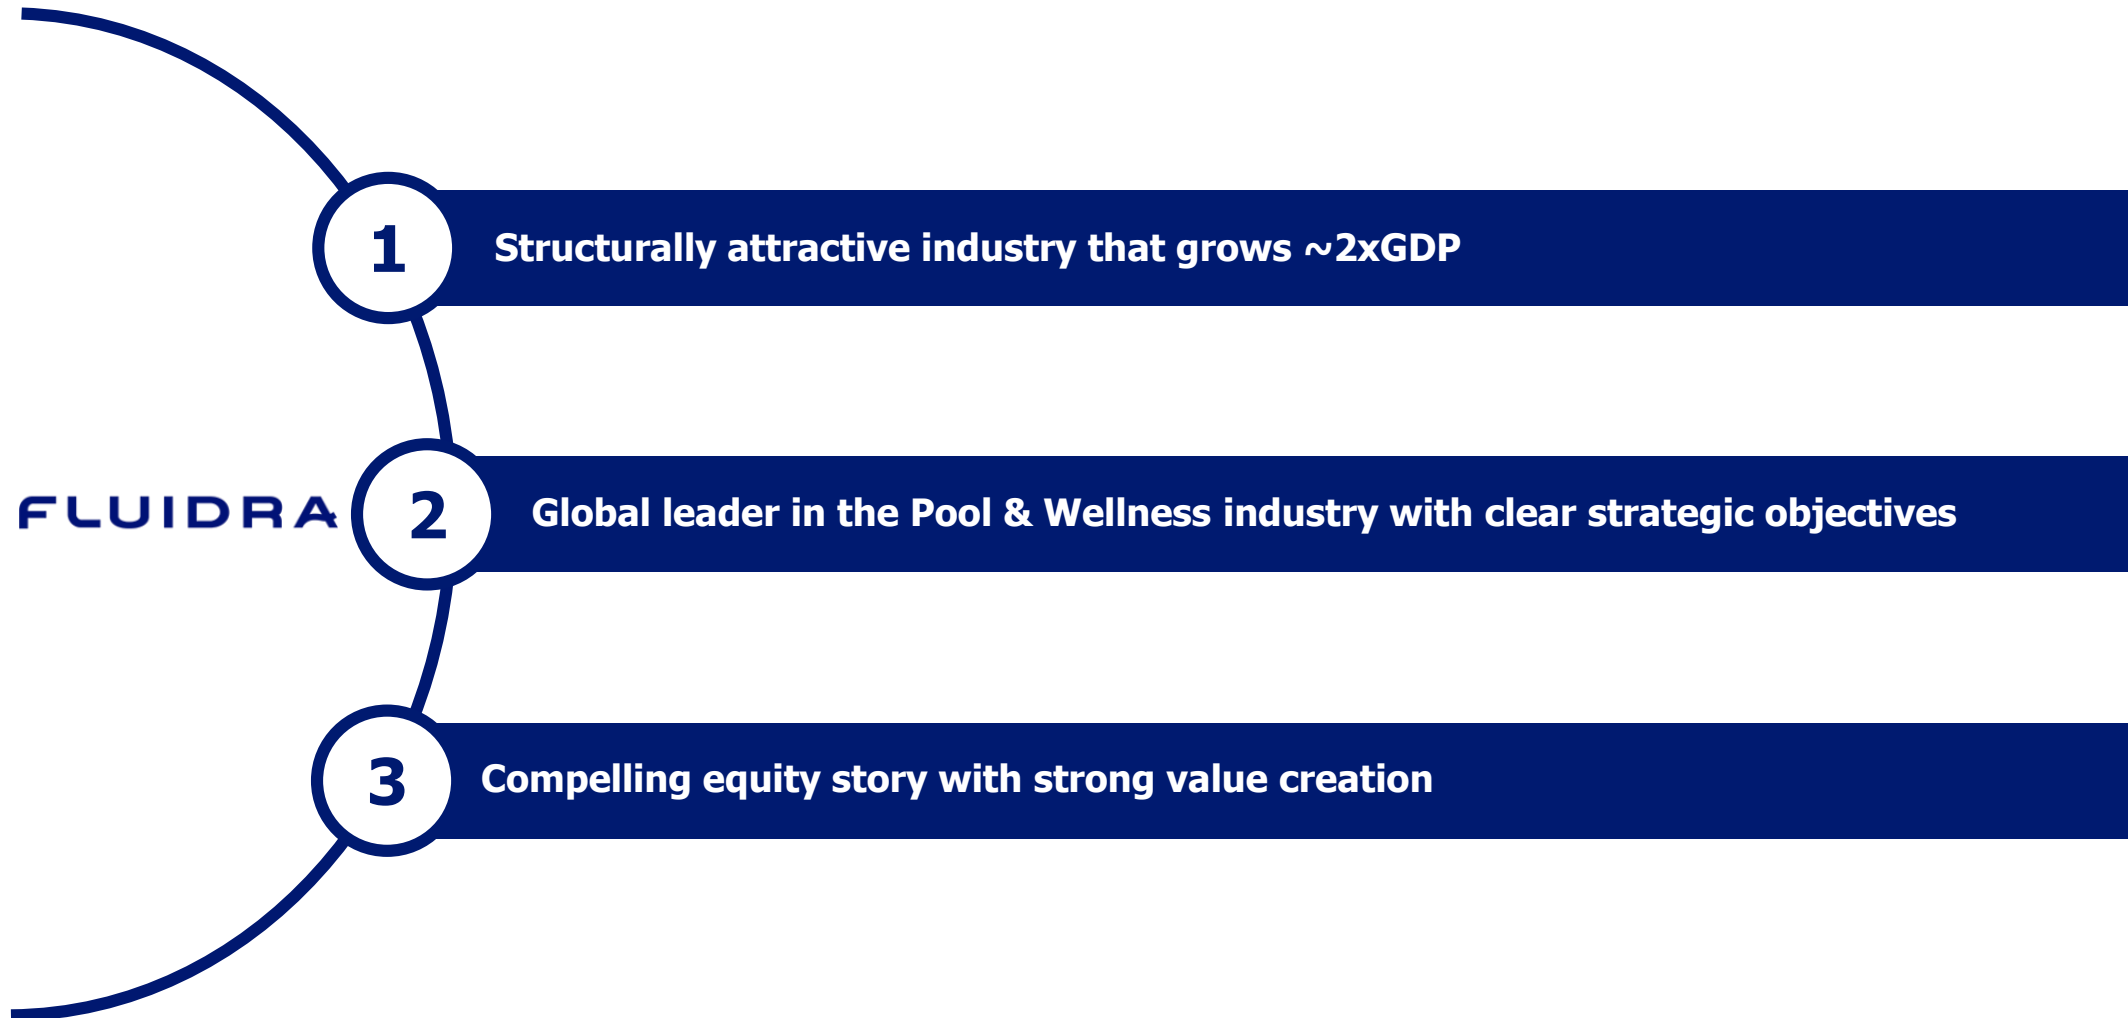 1
Structurally attractive industry that grows ~2xGDP
FLUIDRA
2
Global leader in the Pool & Wellness industry with clear strategic objectives
3
Compelling equity story with strong value creation